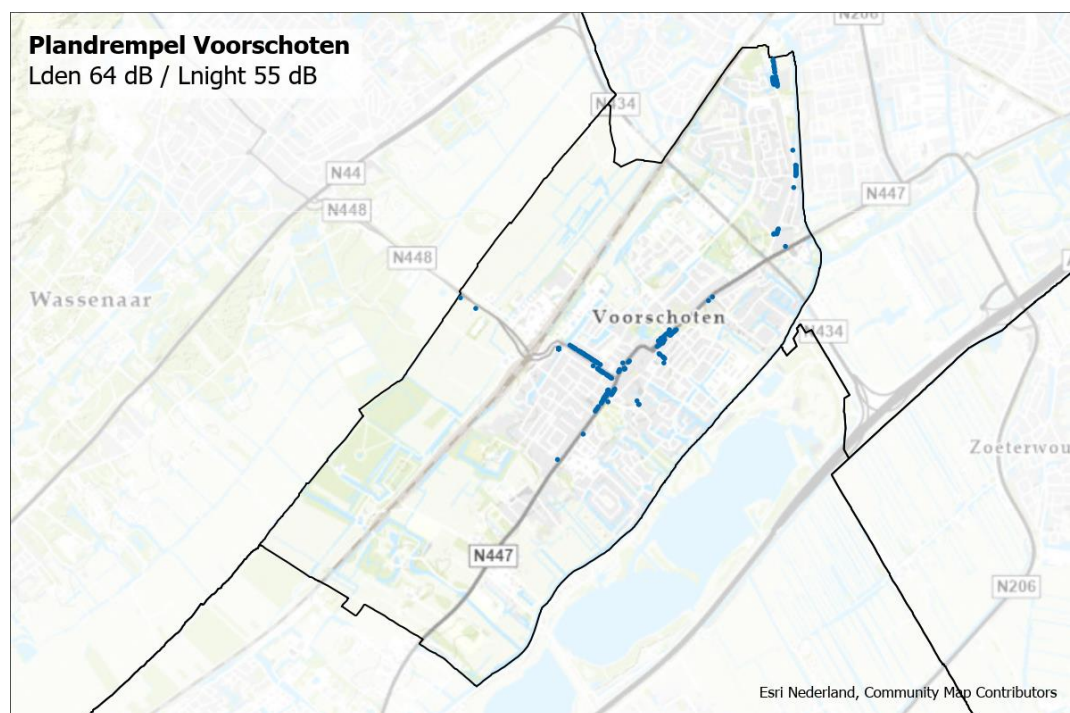 Plandrempel Voorschoten
Lden 64 dB / Lnight 55 dB
N206
N434
N44
N448
N447
N448
Wassenaar
Voorschoten
N434
Zoeterwou
N447
N206
Esri Nederland, Community Map Contributors